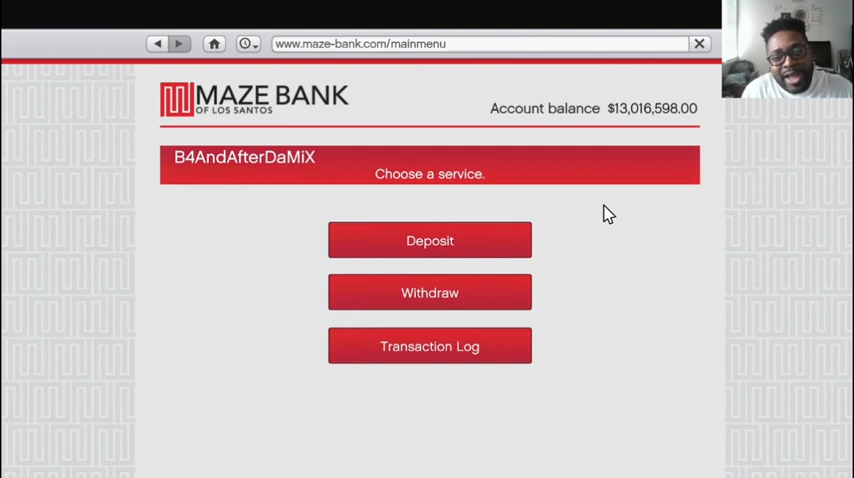 www.maze-bank.com/mainmenu
MAZE BANK
OF LOS SANTOS
Account balance $13,016,598.00
B4AndAfterDaMiX
Choose a service.
Deposit
Withdraw
Transaction Log